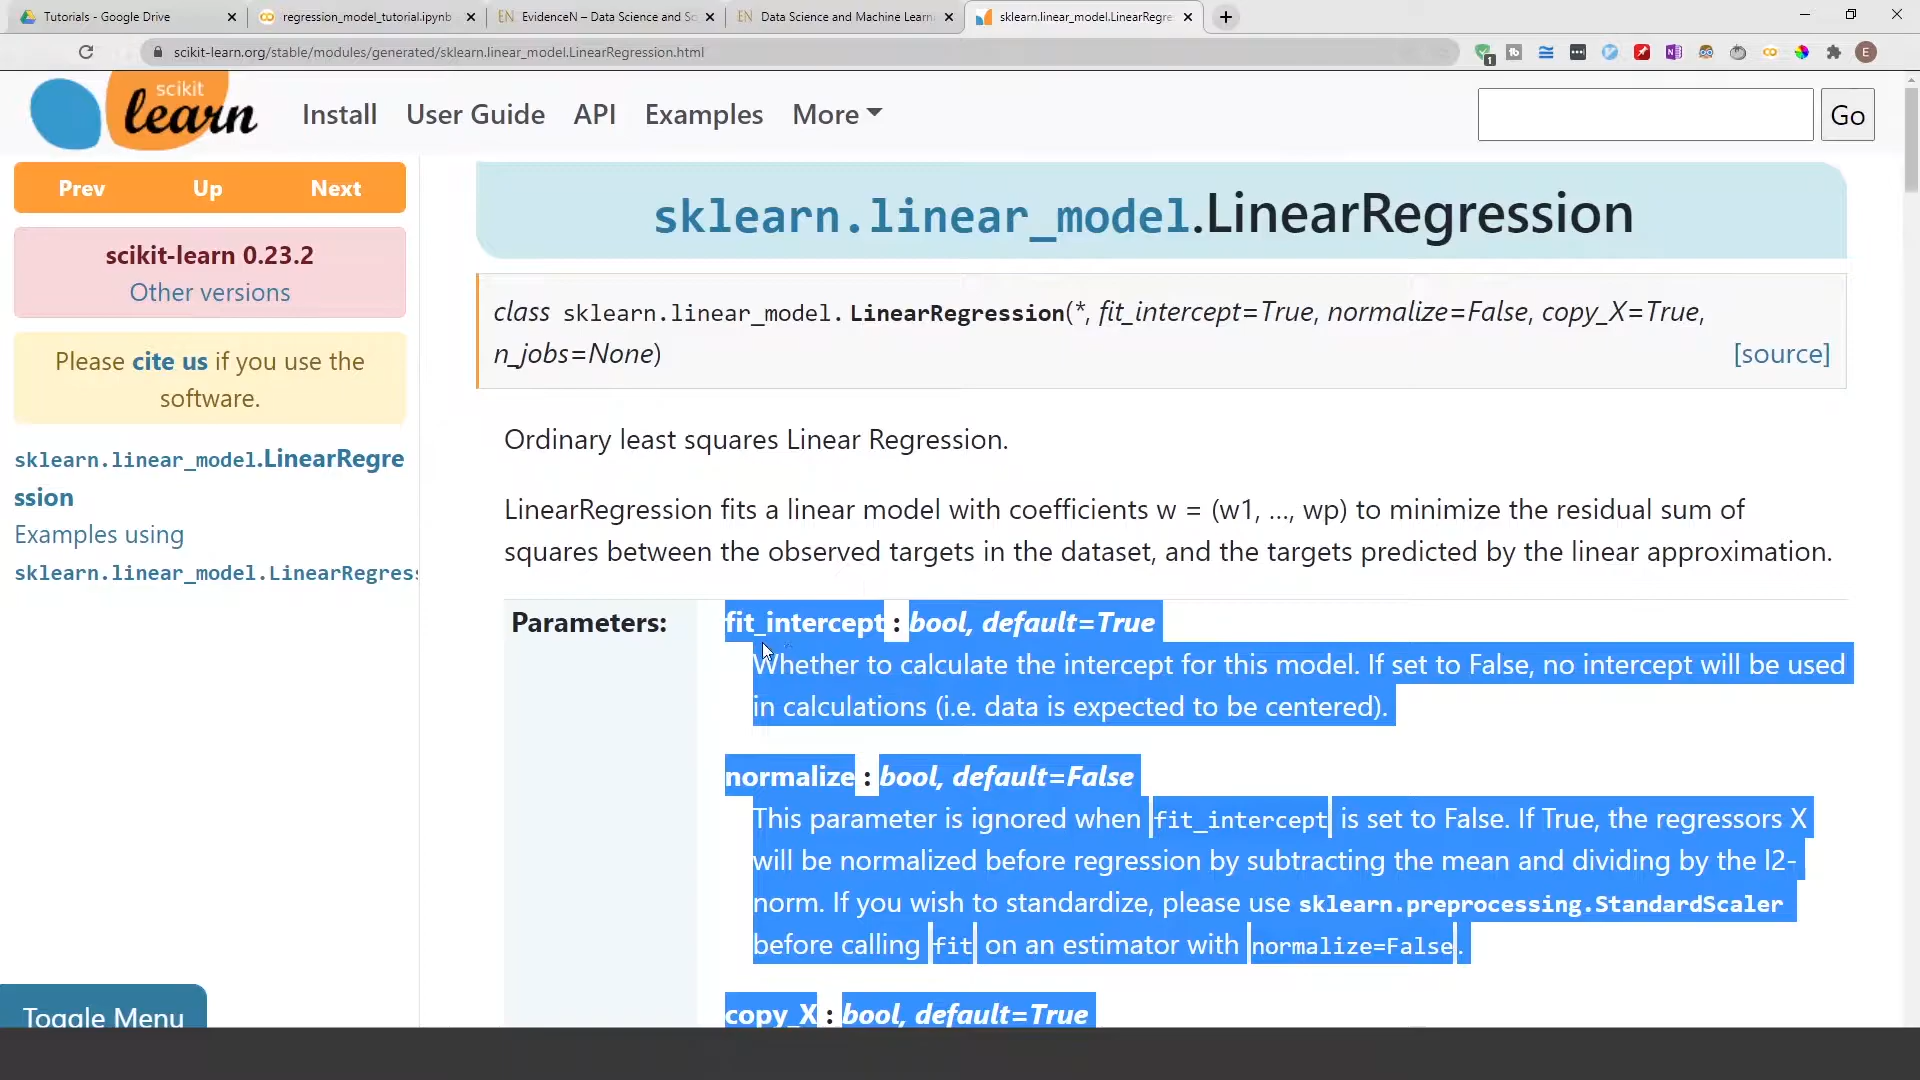 Tutorials - Google Drive
regression_model_tutorial.ipynb
EN EvidenceN – Data Science and Sc
EN Data Science and Machine Learn
sklearn.linear_model.LinearRegre
scikit-learn.org/stable/modules/generated/sklearn.linear_model.LinearRegression.html
1
E
scikit
learn
Install User Guide API Examples More
Go
Prev Up Next
scikit-learn 0.23.2
Other versions
Please cite us if you use the
software.
sklearn.linear_model.LinearRegre
ssion
Examples using
sklearn.linear_model.LinearRegress
Toggle Menu
sklearn.linear_model.LinearRegression
class sklearn.linear_model.LinearRegression(*, fit_intercept=True, normalize=False, copy_X=True,
n_jobs=None) [source]
Ordinary least squares Linear Regression.
LinearRegression fits a linear model with coefficients w = (w1, …, wp) to minimize the residual sum of
squares between the observed targets in the dataset, and the targets predicted by the linear approximation.
Parameters: fit_intercept : bool, default=True
Whether to calculate the intercept for this model. If set to False, no intercept will be used
in calculations (i.e. data is expected to be centered).
normalize : bool, default=False
This parameter is ignored when fit_intercept is set to False. If True, the regressors X
will be normalized before regression by subtracting the mean and dividing by the l2-
norm. If you wish to standardize, please use sklearn.preprocessing.StandardScaler
before calling fit on an estimator with normalize=False.
copy_X : bool, default=True